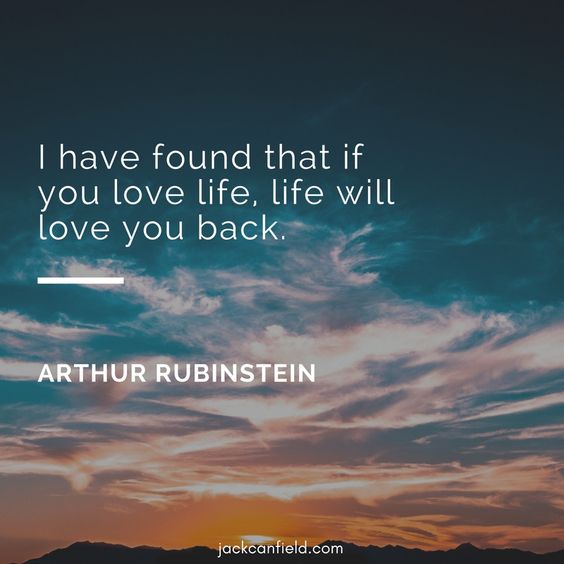 I have found that if
you love life, life will
love you back.
ARTHUR RUBINSTEIN
jackcanfield.com